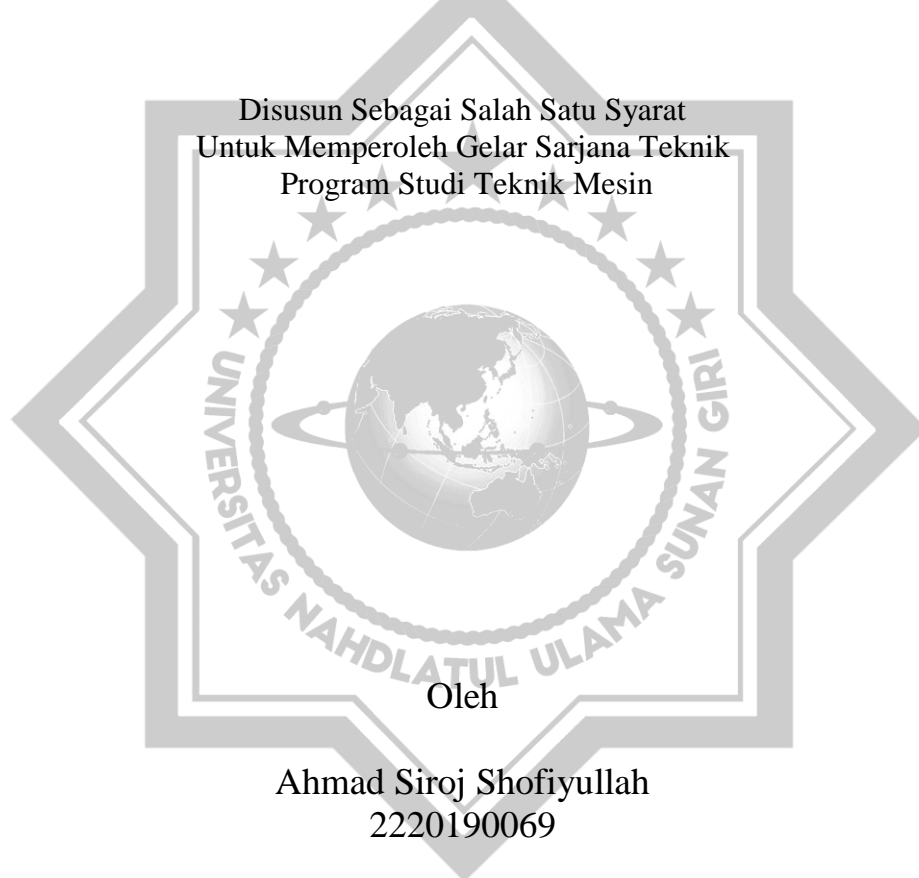 Disusun Sebagai Salah Satu Syarat
Untuk Memperoleh Gelar Sarjana Teknik
Program Studi Teknik Mesin
UNIVERSITAS NAHDLATUL ULAMA SUNAN GIRI
Oleh
Ahmad Siroj Shofiyullah
2220190069